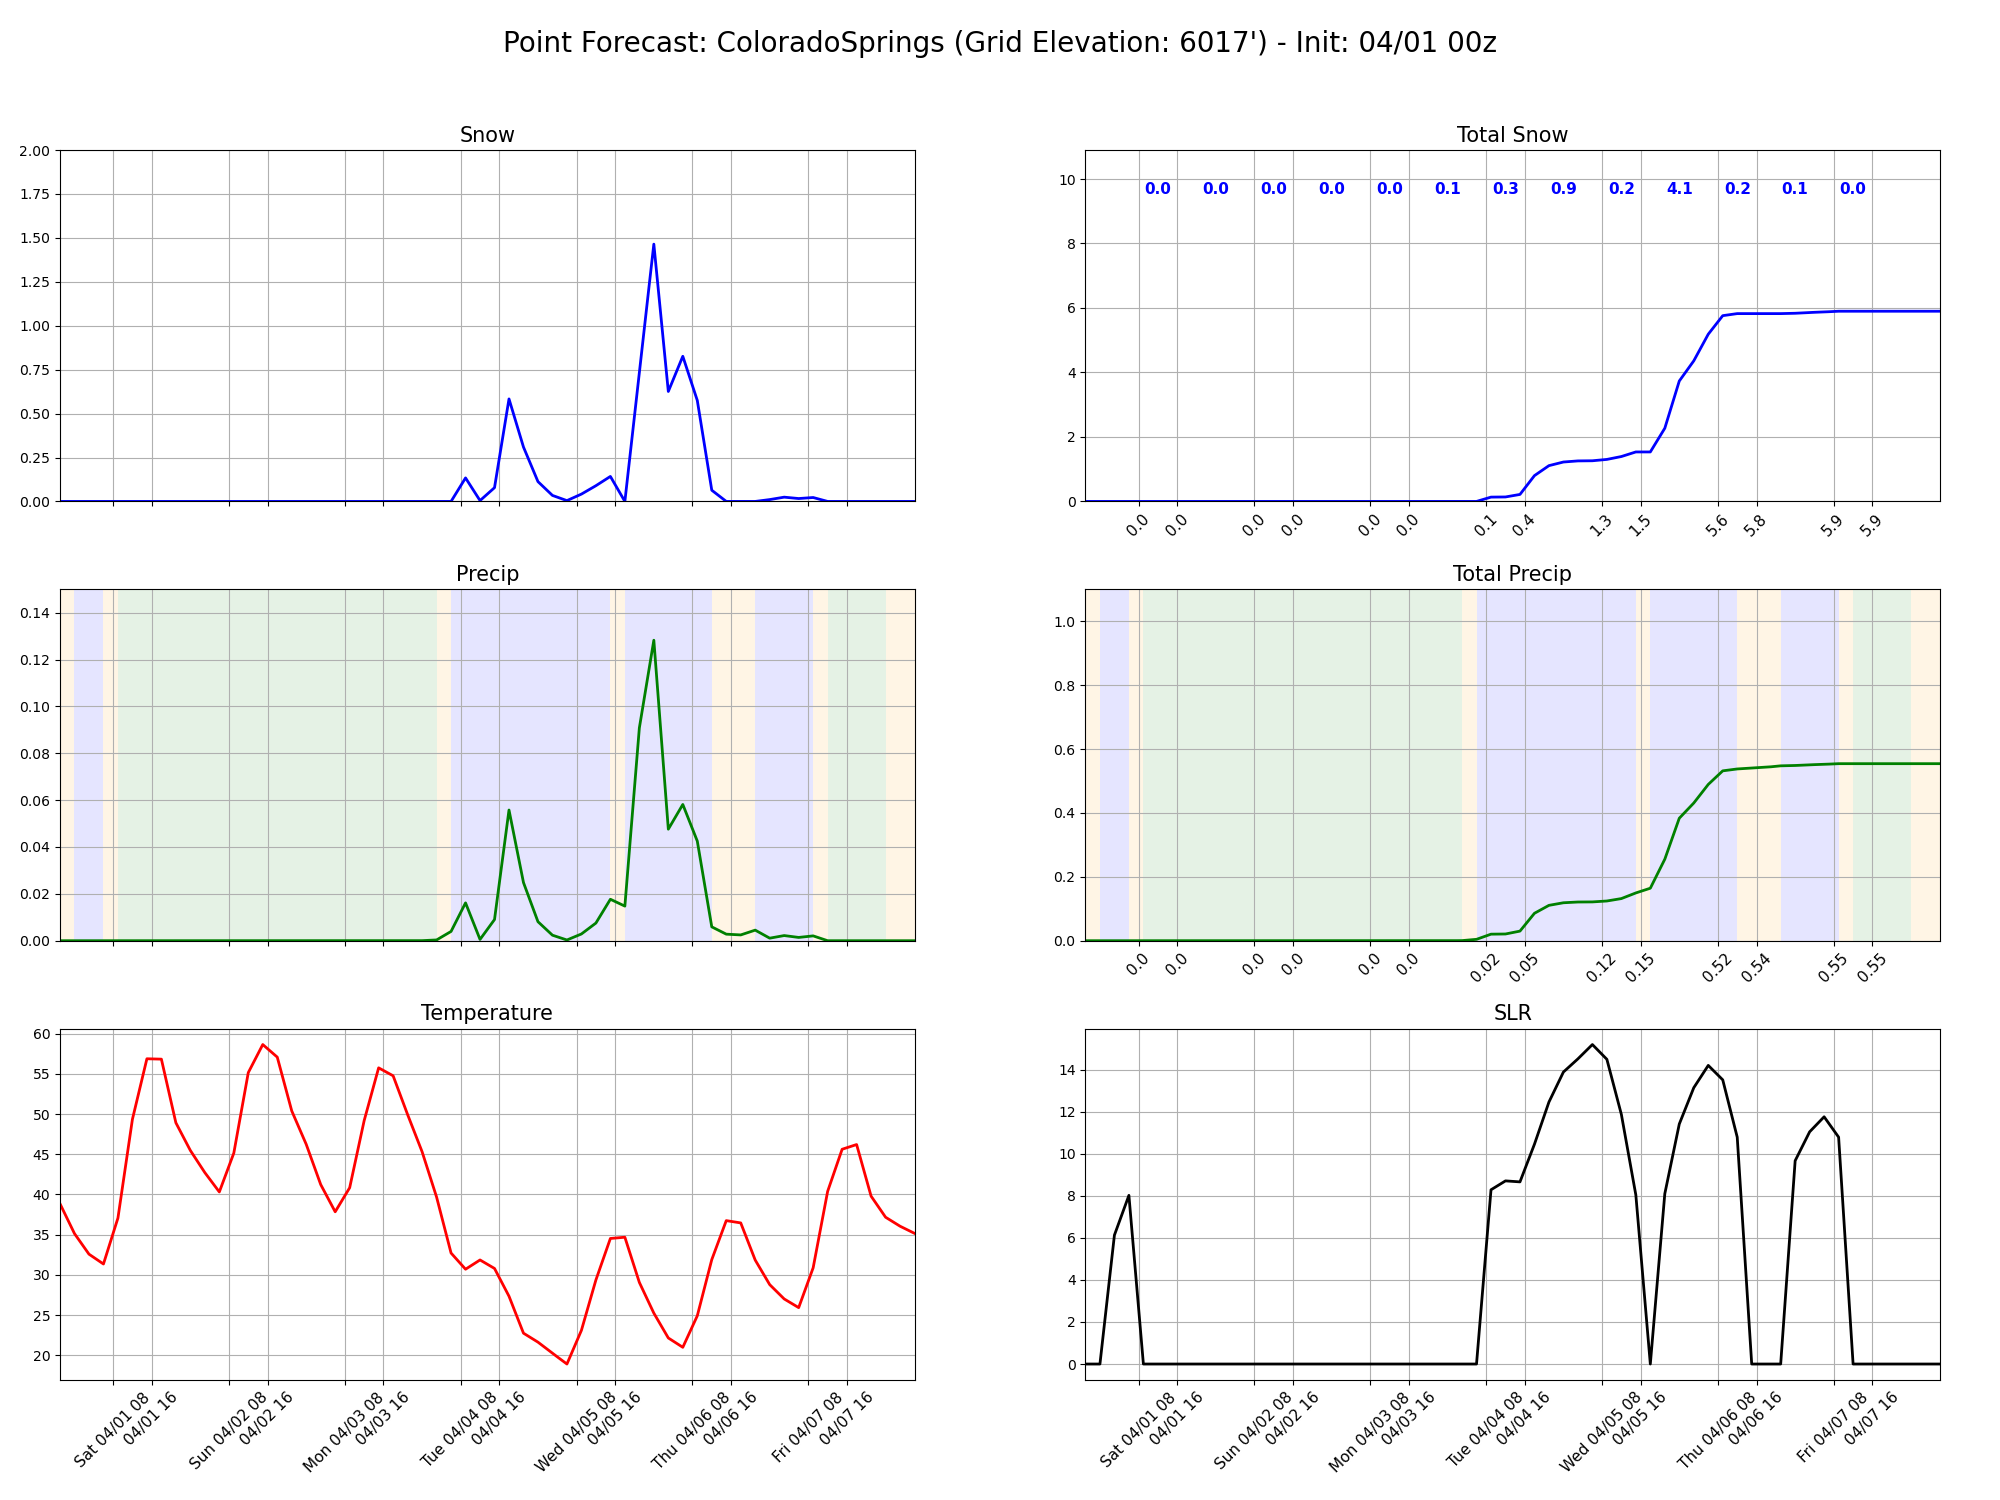 Point Forecast: ColoradoSprings (Grid Elevation: 6017') - Init: 04/01 00z
Snow
2.00
1.75
1.50
1.25
1.00
0.75
0.50
0.25
0.00
Total Snow
10
8
6
4
2
0
0.0 0.0 0.0 0.0 0.0 0.1 0.3 0.9 0.2 4.1 0.2 0.1 0.0
0.0 0.0 0.0 0.0 0.0 0.0 0.1 0.4 1.3 1.5 5.6 5.8 5.9 5.9
Precip
0.14
0.12
0.10
0.08
0.06
0.04
0.02
0.00
Total Precip
1.0
0.8
0.6
0.4
0.2
0.0
0.0 0.0 0.0 0.0 0.0 0.0 0.02 0.05 0.12 0.15 0.52 0.54 0.55 0.55
Temperature
60
55
50
45
40
35
30
25
20
Sat 04/01 08
04/01 16
Sun 04/02 08
04/02 16
Mon 04/03 08
04/03 16
Tue 04/04 08
04/04 16
Wed 04/05 08
04/05 16
Thu 04/06 08
04/06 16
Fri 04/07 08
04/07 16
SLR
14
12
10
8
6
4
2
0
Sat 04/01 08
04/01 16
Sun 04/02 08
04/02 16
Mon 04/03 08
04/03 16
Tue 04/04 08
04/04 16
Wed 04/05 08
04/05 16
Thu 04/06 08
04/06 16
Fri 04/07 08
04/07 16